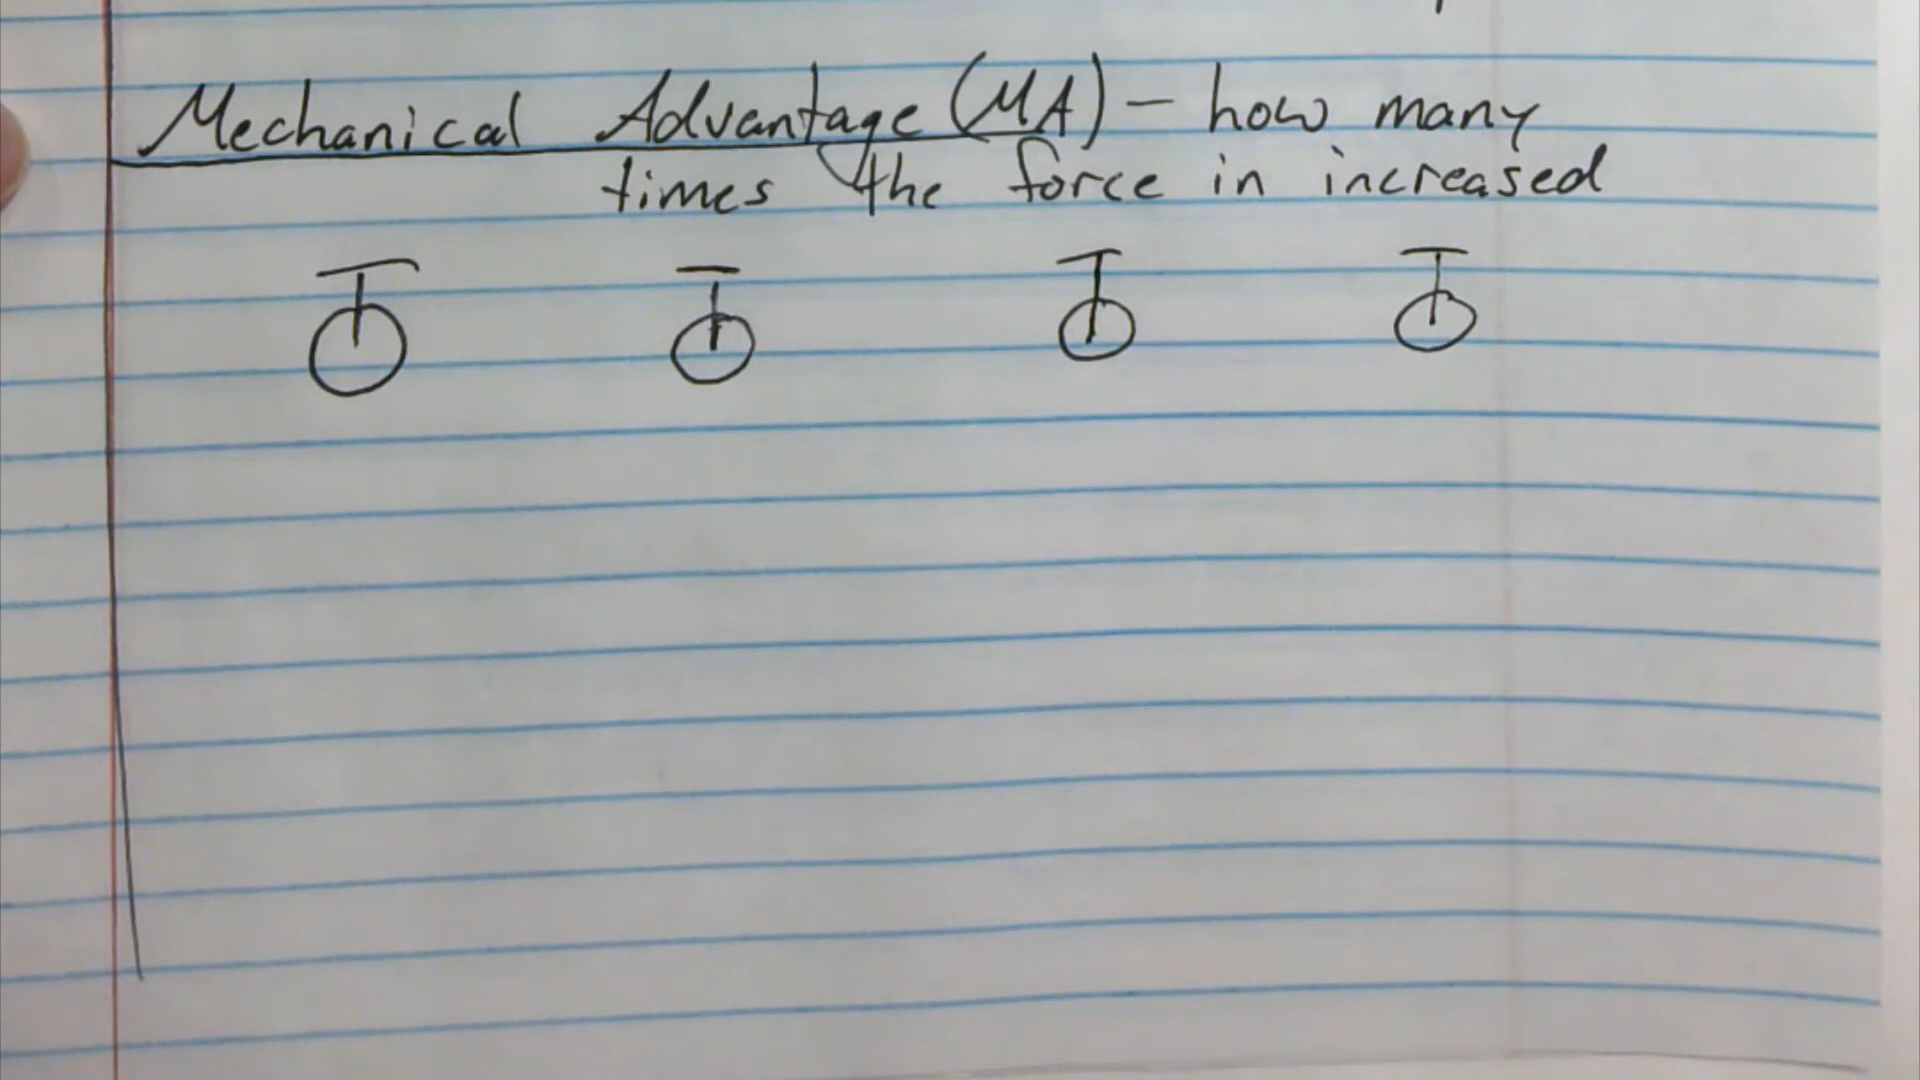 Mechanical Advantage (MA) – how many
times the force in increased